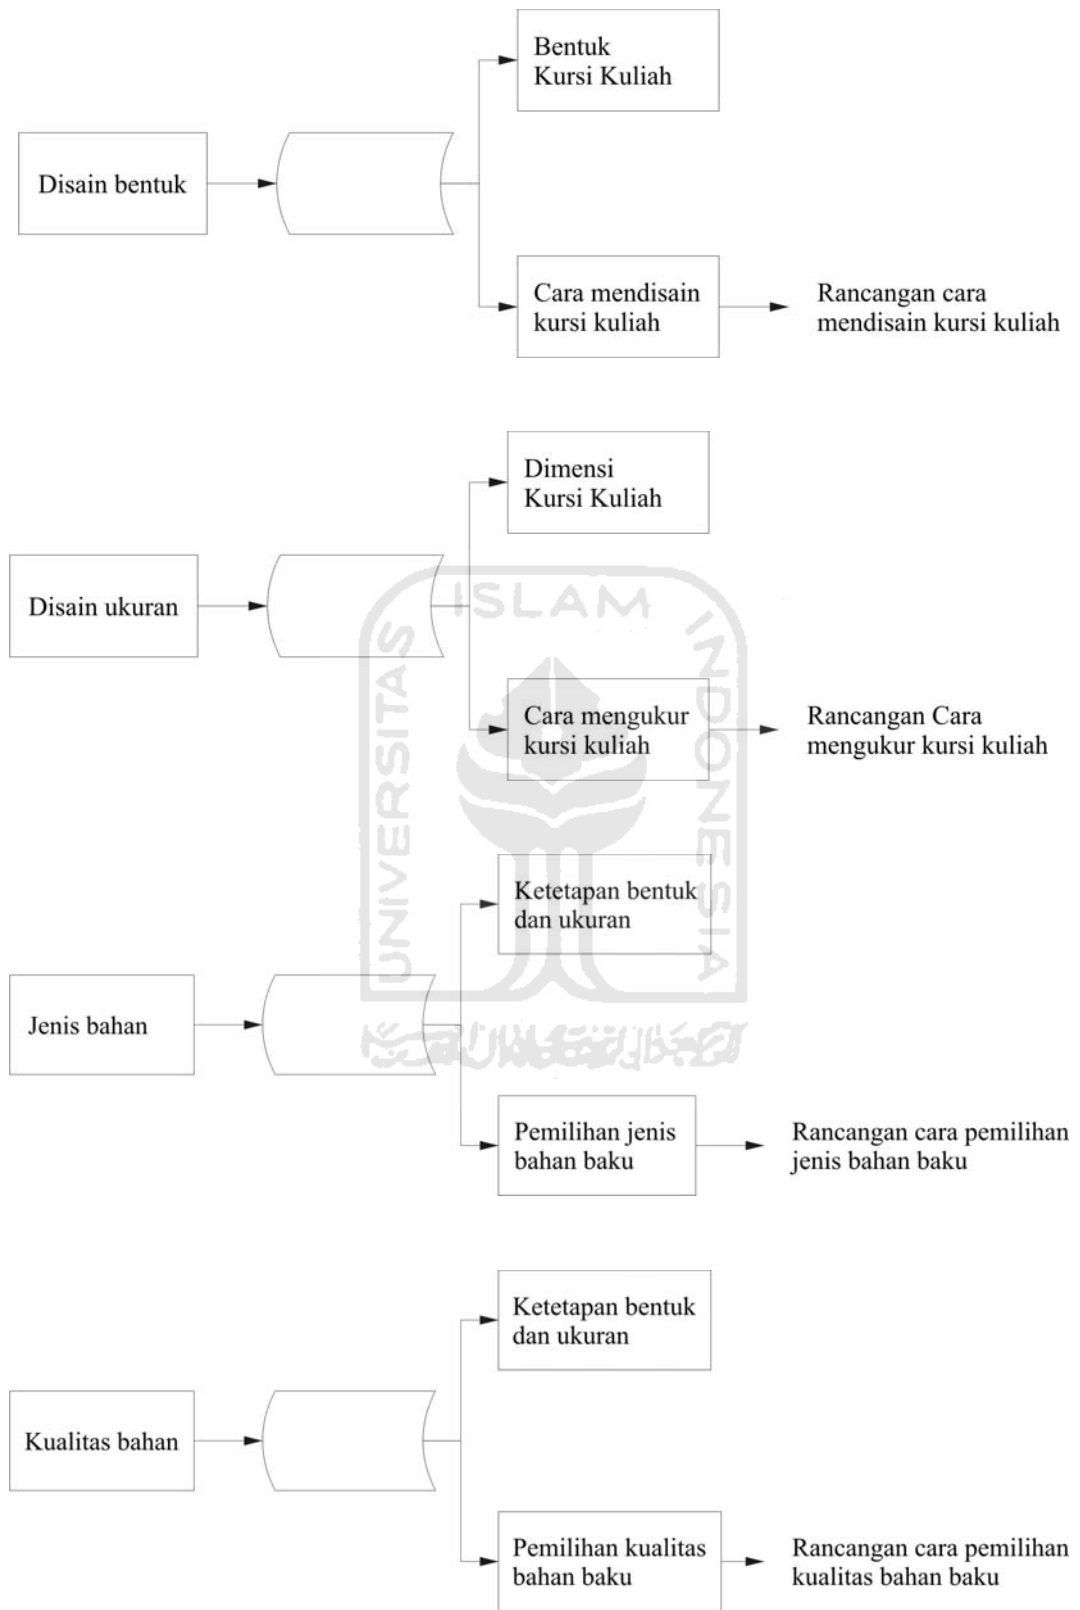 Bentuk
Kursi Kuliah
Disain bentuk
Cara mendisain
kursi kuliah
Rancangan cara
mendisain kursi kuliah
Dimensi
Kursi Kuliah
Disain ukuran
UNIVERSITAS
ISLAM
INDONESIA
Cara mengukur
kursi kuliah
Rancangan Cara
mengukur kursi kuliah
Ketetapan bentuk
dan ukuran
Jenis bahan
Pemilihan jenis
bahan baku
Rancangan cara pemilihan
jenis bahan baku
Ketetapan bentuk
dan ukuran
Kualitas bahan
Pemilihan kualitas
bahan baku
Rancangan cara pemilihan
kualitas bahan baku